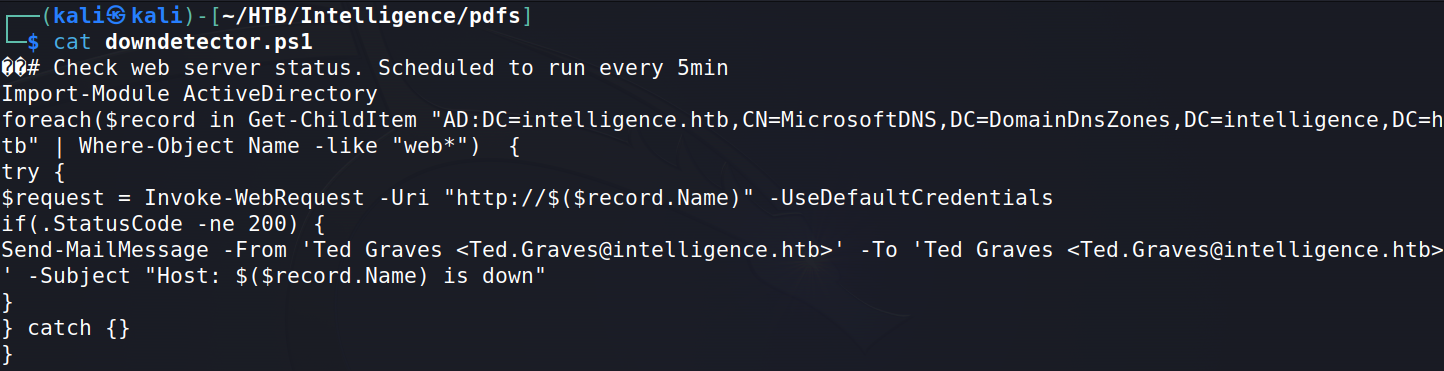 ┌──(kali㉿kali)-[~/HTB/Intelligence/pdfs]
└─$ cat downdetector.ps1
��# Check web server status. Scheduled to run every 5min
Import-Module ActiveDirectory
foreach($record in Get-ChildItem "AD:DC=intelligence.htb,CN=MicrosoftDNS,DC=DomainDnsZones,DC=intelligence,DC=h
tb" | Where-Object Name -like "web*")  {
try {
$request = Invoke-WebRequest -Uri "http://$($record.Name)" -UseDefaultCredentials
if(.StatusCode -ne 200) {
Send-MailMessage -From 'Ted Graves <Ted.Graves@intelligence.htb>' -To 'Ted Graves <Ted.Graves@intelligence.htb>
' -Subject "Host: $($record.Name) is down"
}
} catch {}
}